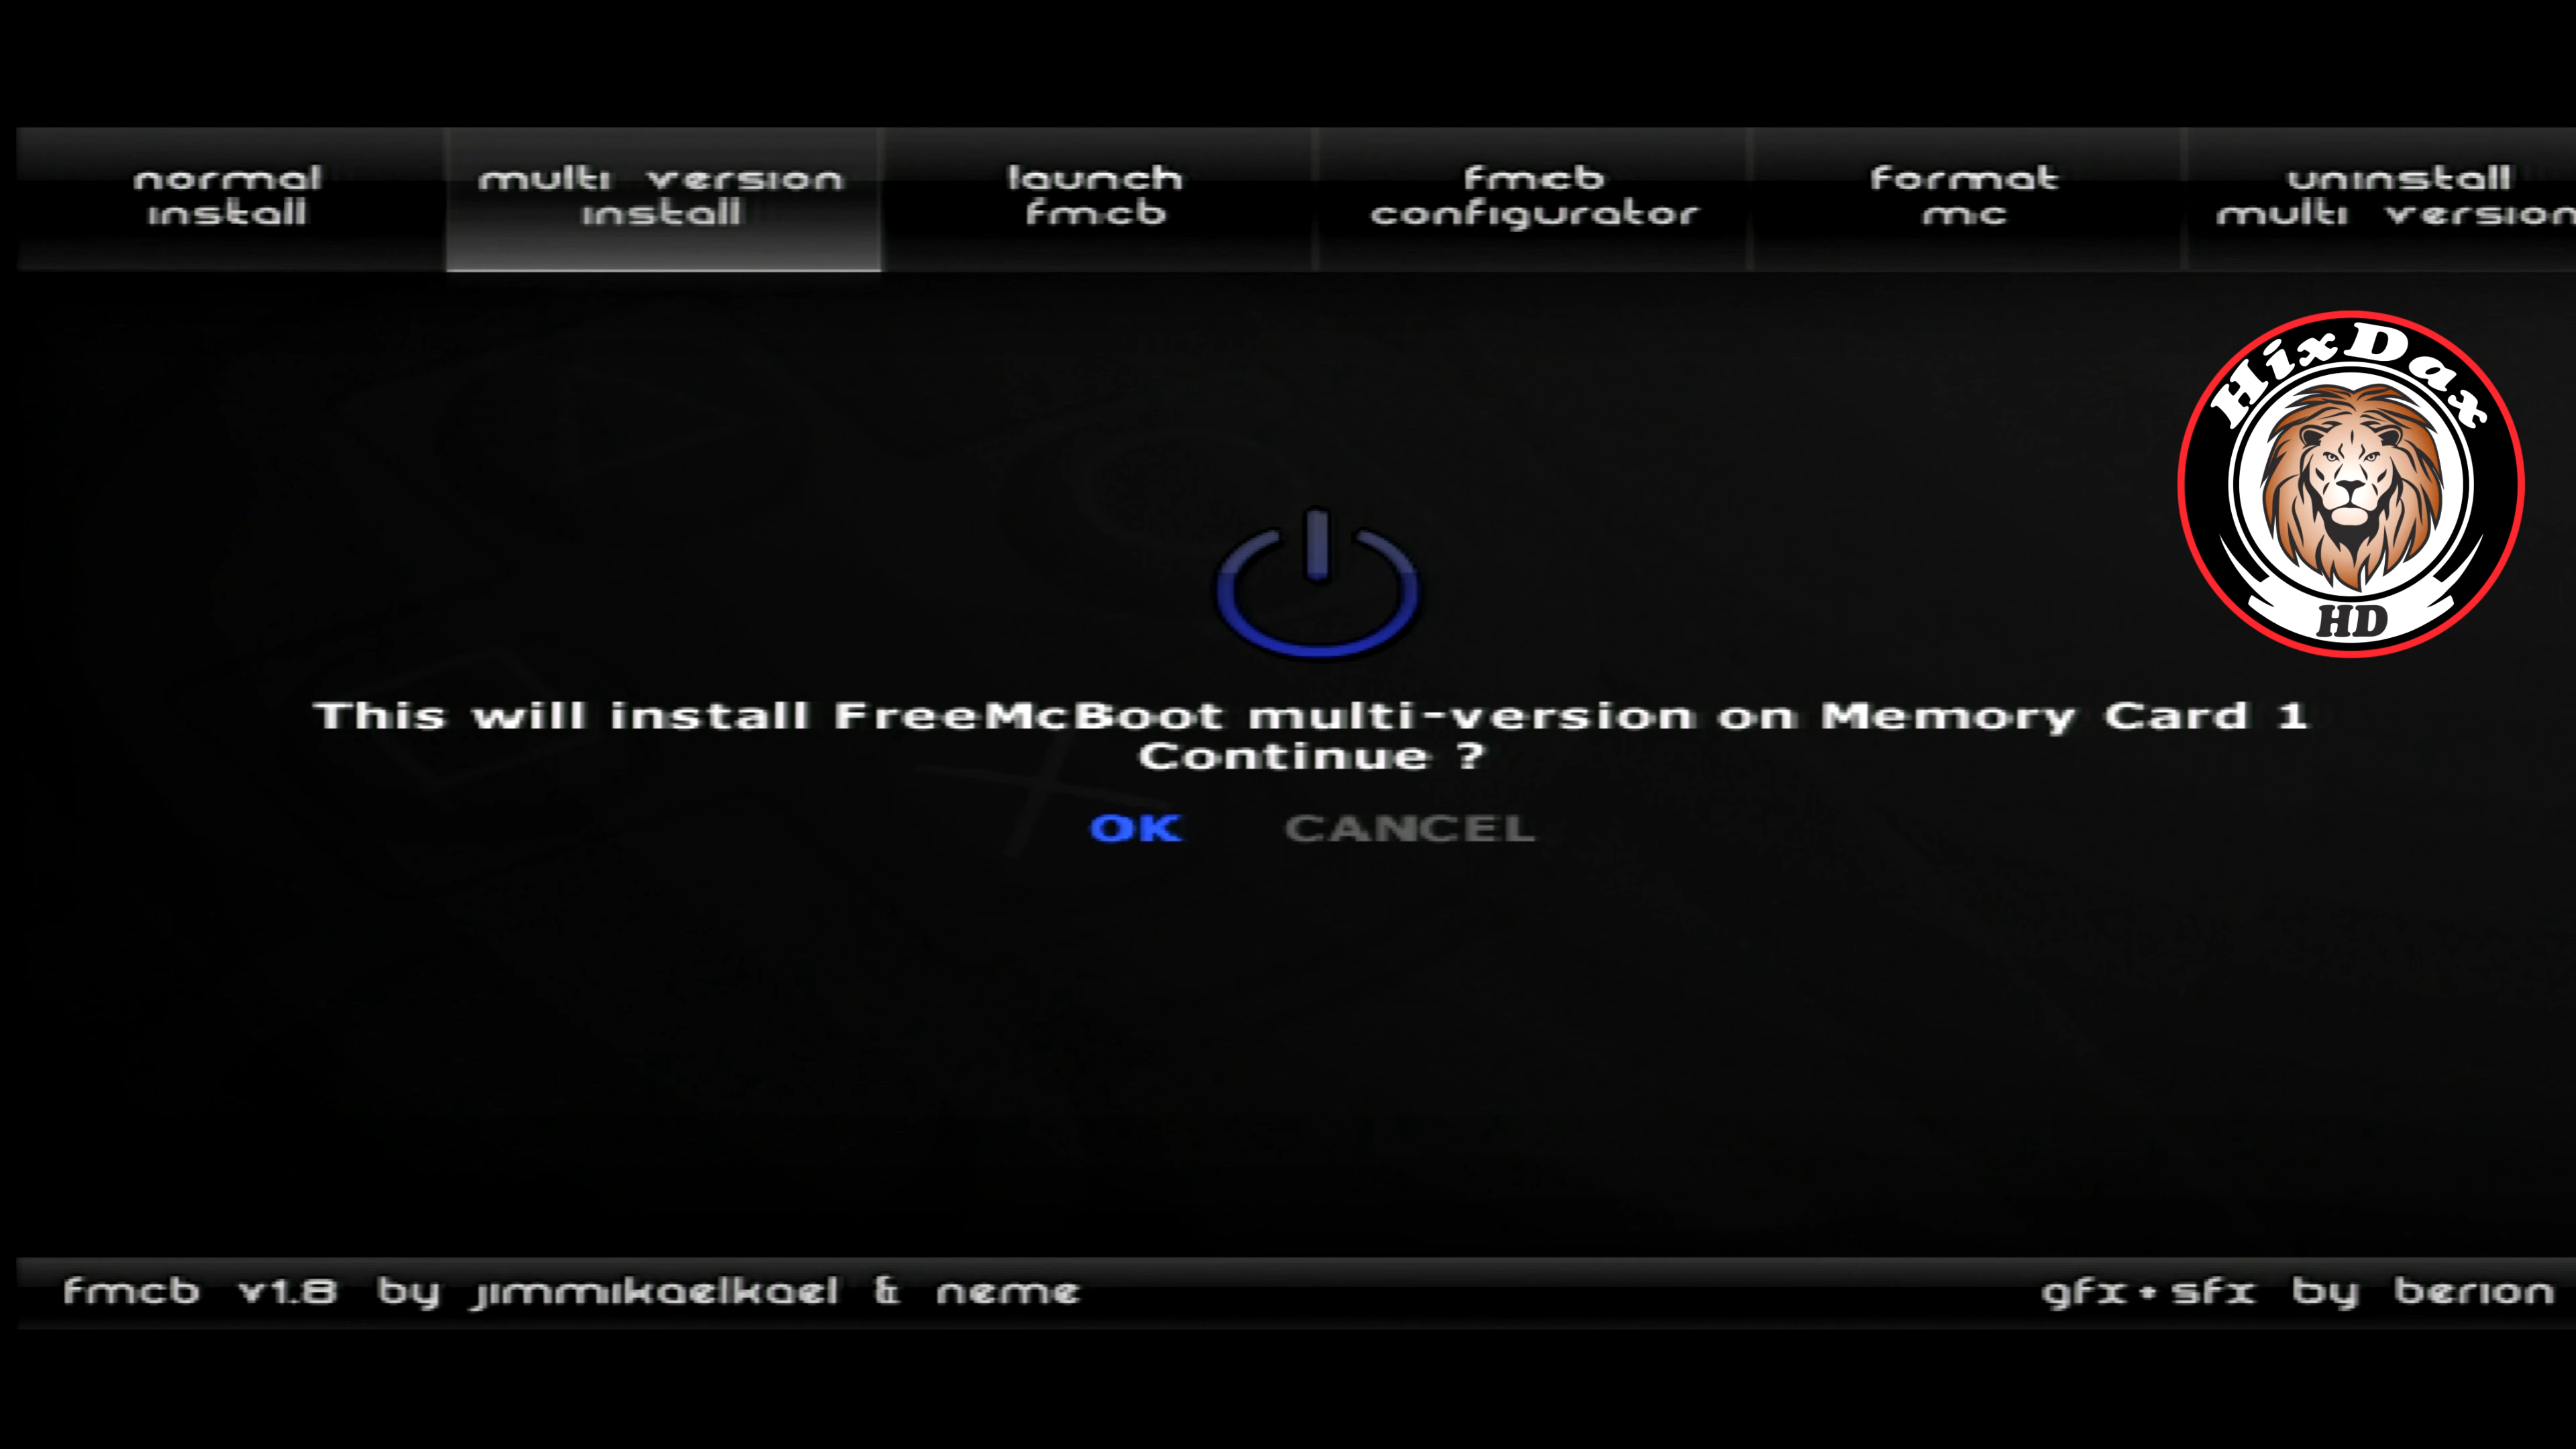 normal
install
multi version
install
launch
fmcb
fmcb
configurator
format
mc
uninstall
multi version
HixDax
HD
This will install FreeMcBoot multi-version on Memory Card 1
Continue ?
OK CANCEL
fmcb v1.8 by jimmikaelkael & neme
gfx+sfx by berion